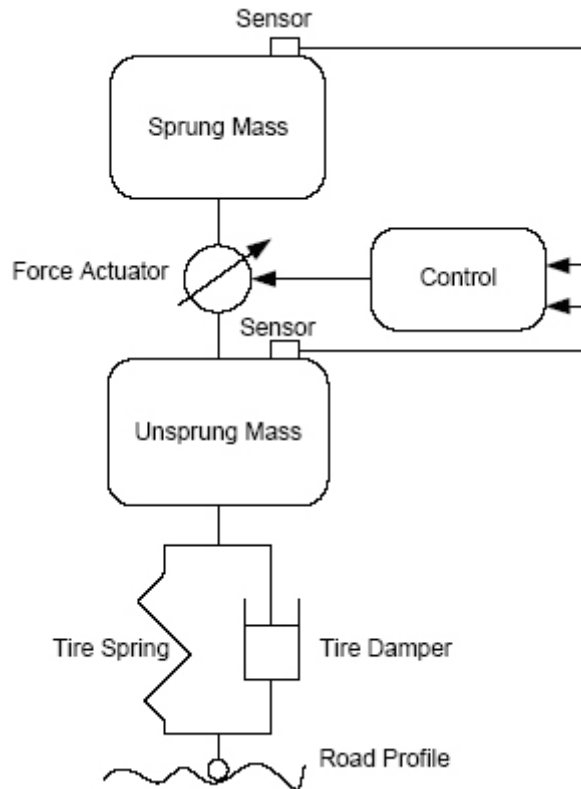 Sensor
Sprung Mass
Force Actuator
Control
Sensor
Unsprung Mass
Tire Spring
Tire Damper
Road Profile